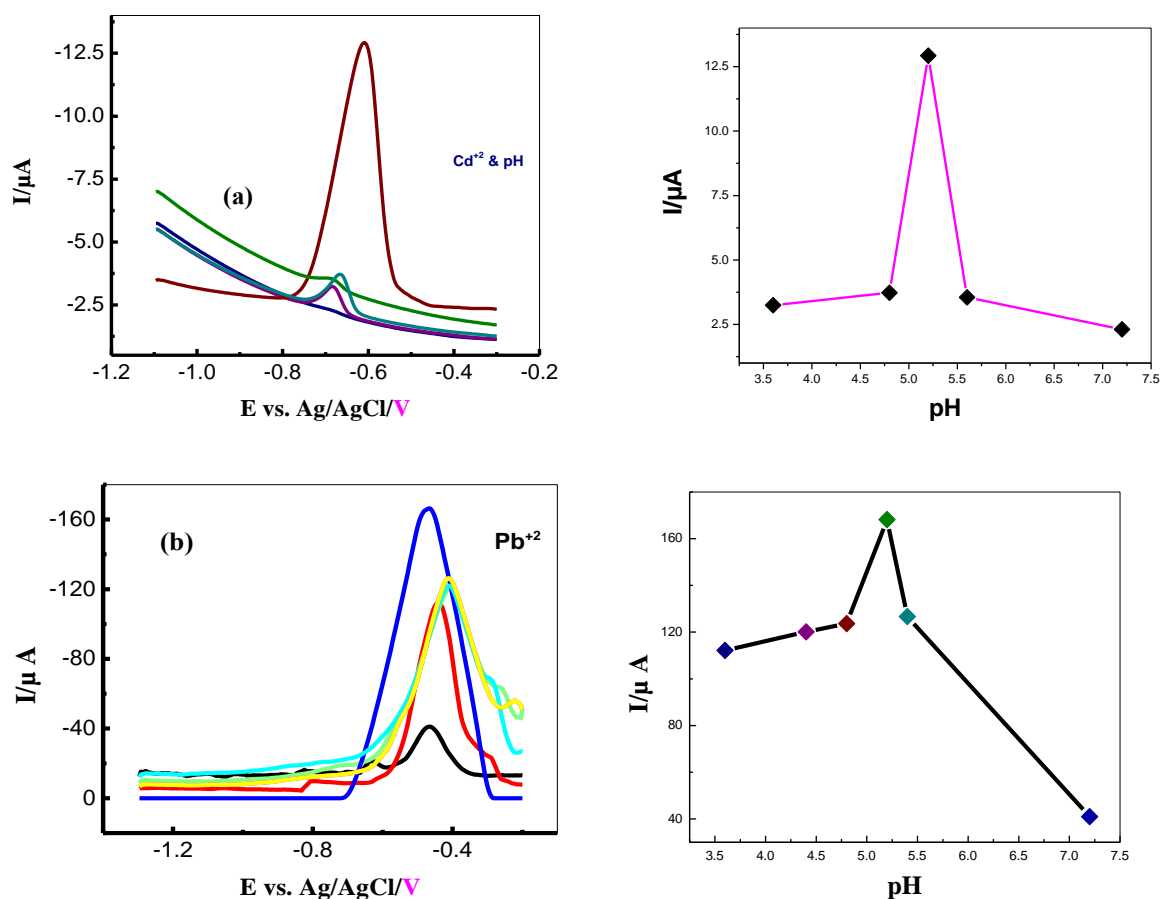 -12.5
-10.0
-7.5
-5.0
-2.5
I/µA
(a)
Cd+2 & pH
-1.2 -1.0 -0.8 -0.6 -0.4 -0.2
E vs. Ag/AgCl/V
12.5
10.0
7.5
5.0
2.5
I/µA
3.5 4.0 4.5 5.0 5.5 6.0 6.5 7.0 7.5
pH
-160
-120
-80
-40
0
I/µ A
(b)
Pb+2
-1.2 -0.8 -0.4
E vs. Ag/AgCl/V
160
120
80
40
I/µ A
3.5 4.0 4.5 5.0 5.5 6.0 6.5 7.0 7.5
pH